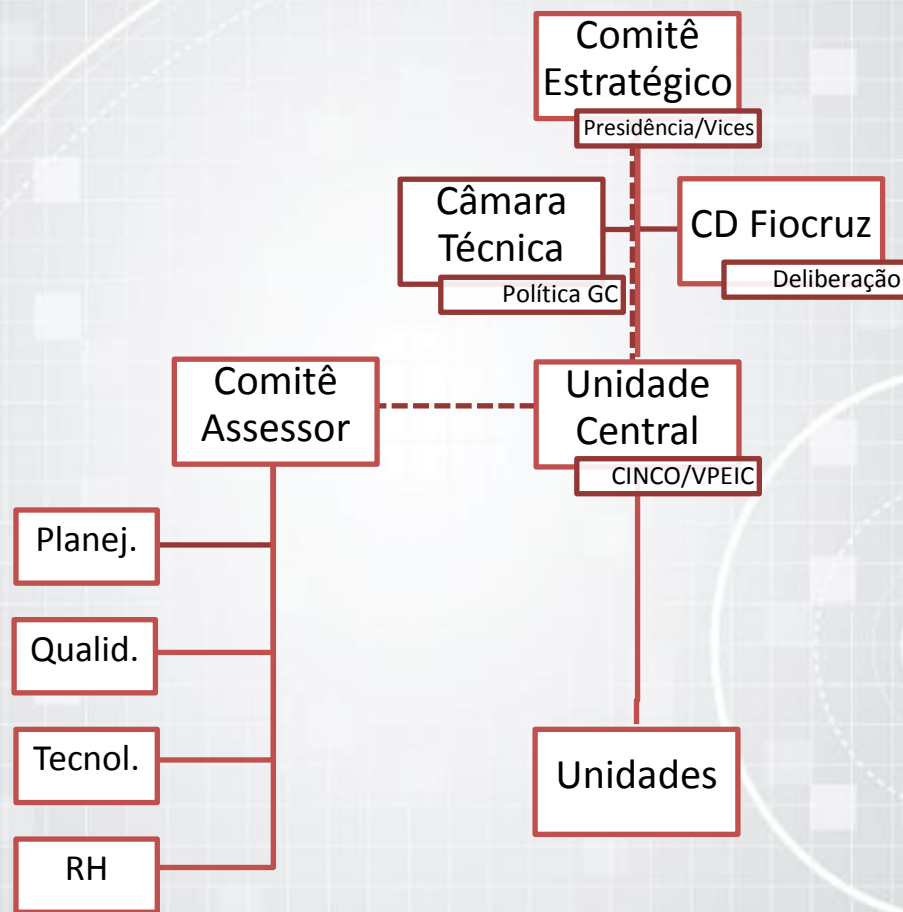 Comitê
Estratégico
Presidência/Vices
Câmara
Técnica
Política GC
CD Fiocruz
Deliberação
Comitê
Assessor
Unidade
Central
CINCO/VPEIC
Planej.
Qualid.
Tecnol.
RH
Unidades